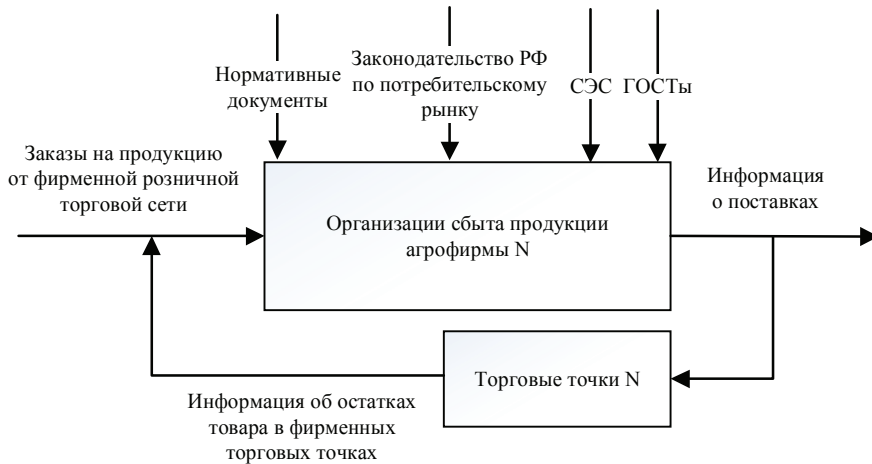 Нормативные
документы
Законодательство РФ
по потребительскому
рынку
СЭС
ГОСТы
Заказы на продукцию
от фирменной розничной
торговой сети
Организации сбыта продукции
агрофирмы N
Информация
о поставках
Торговые точки N
Информация об остатках
товара в фирменных
торговых точках